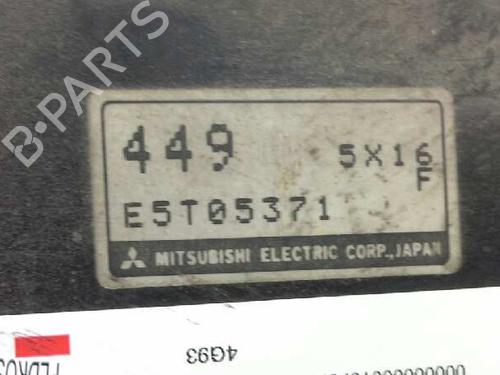 B-PARTS
449
5X16
F
E5T05371
MITSUBISHI ELECTRIC CORP., JAPAN
4G93